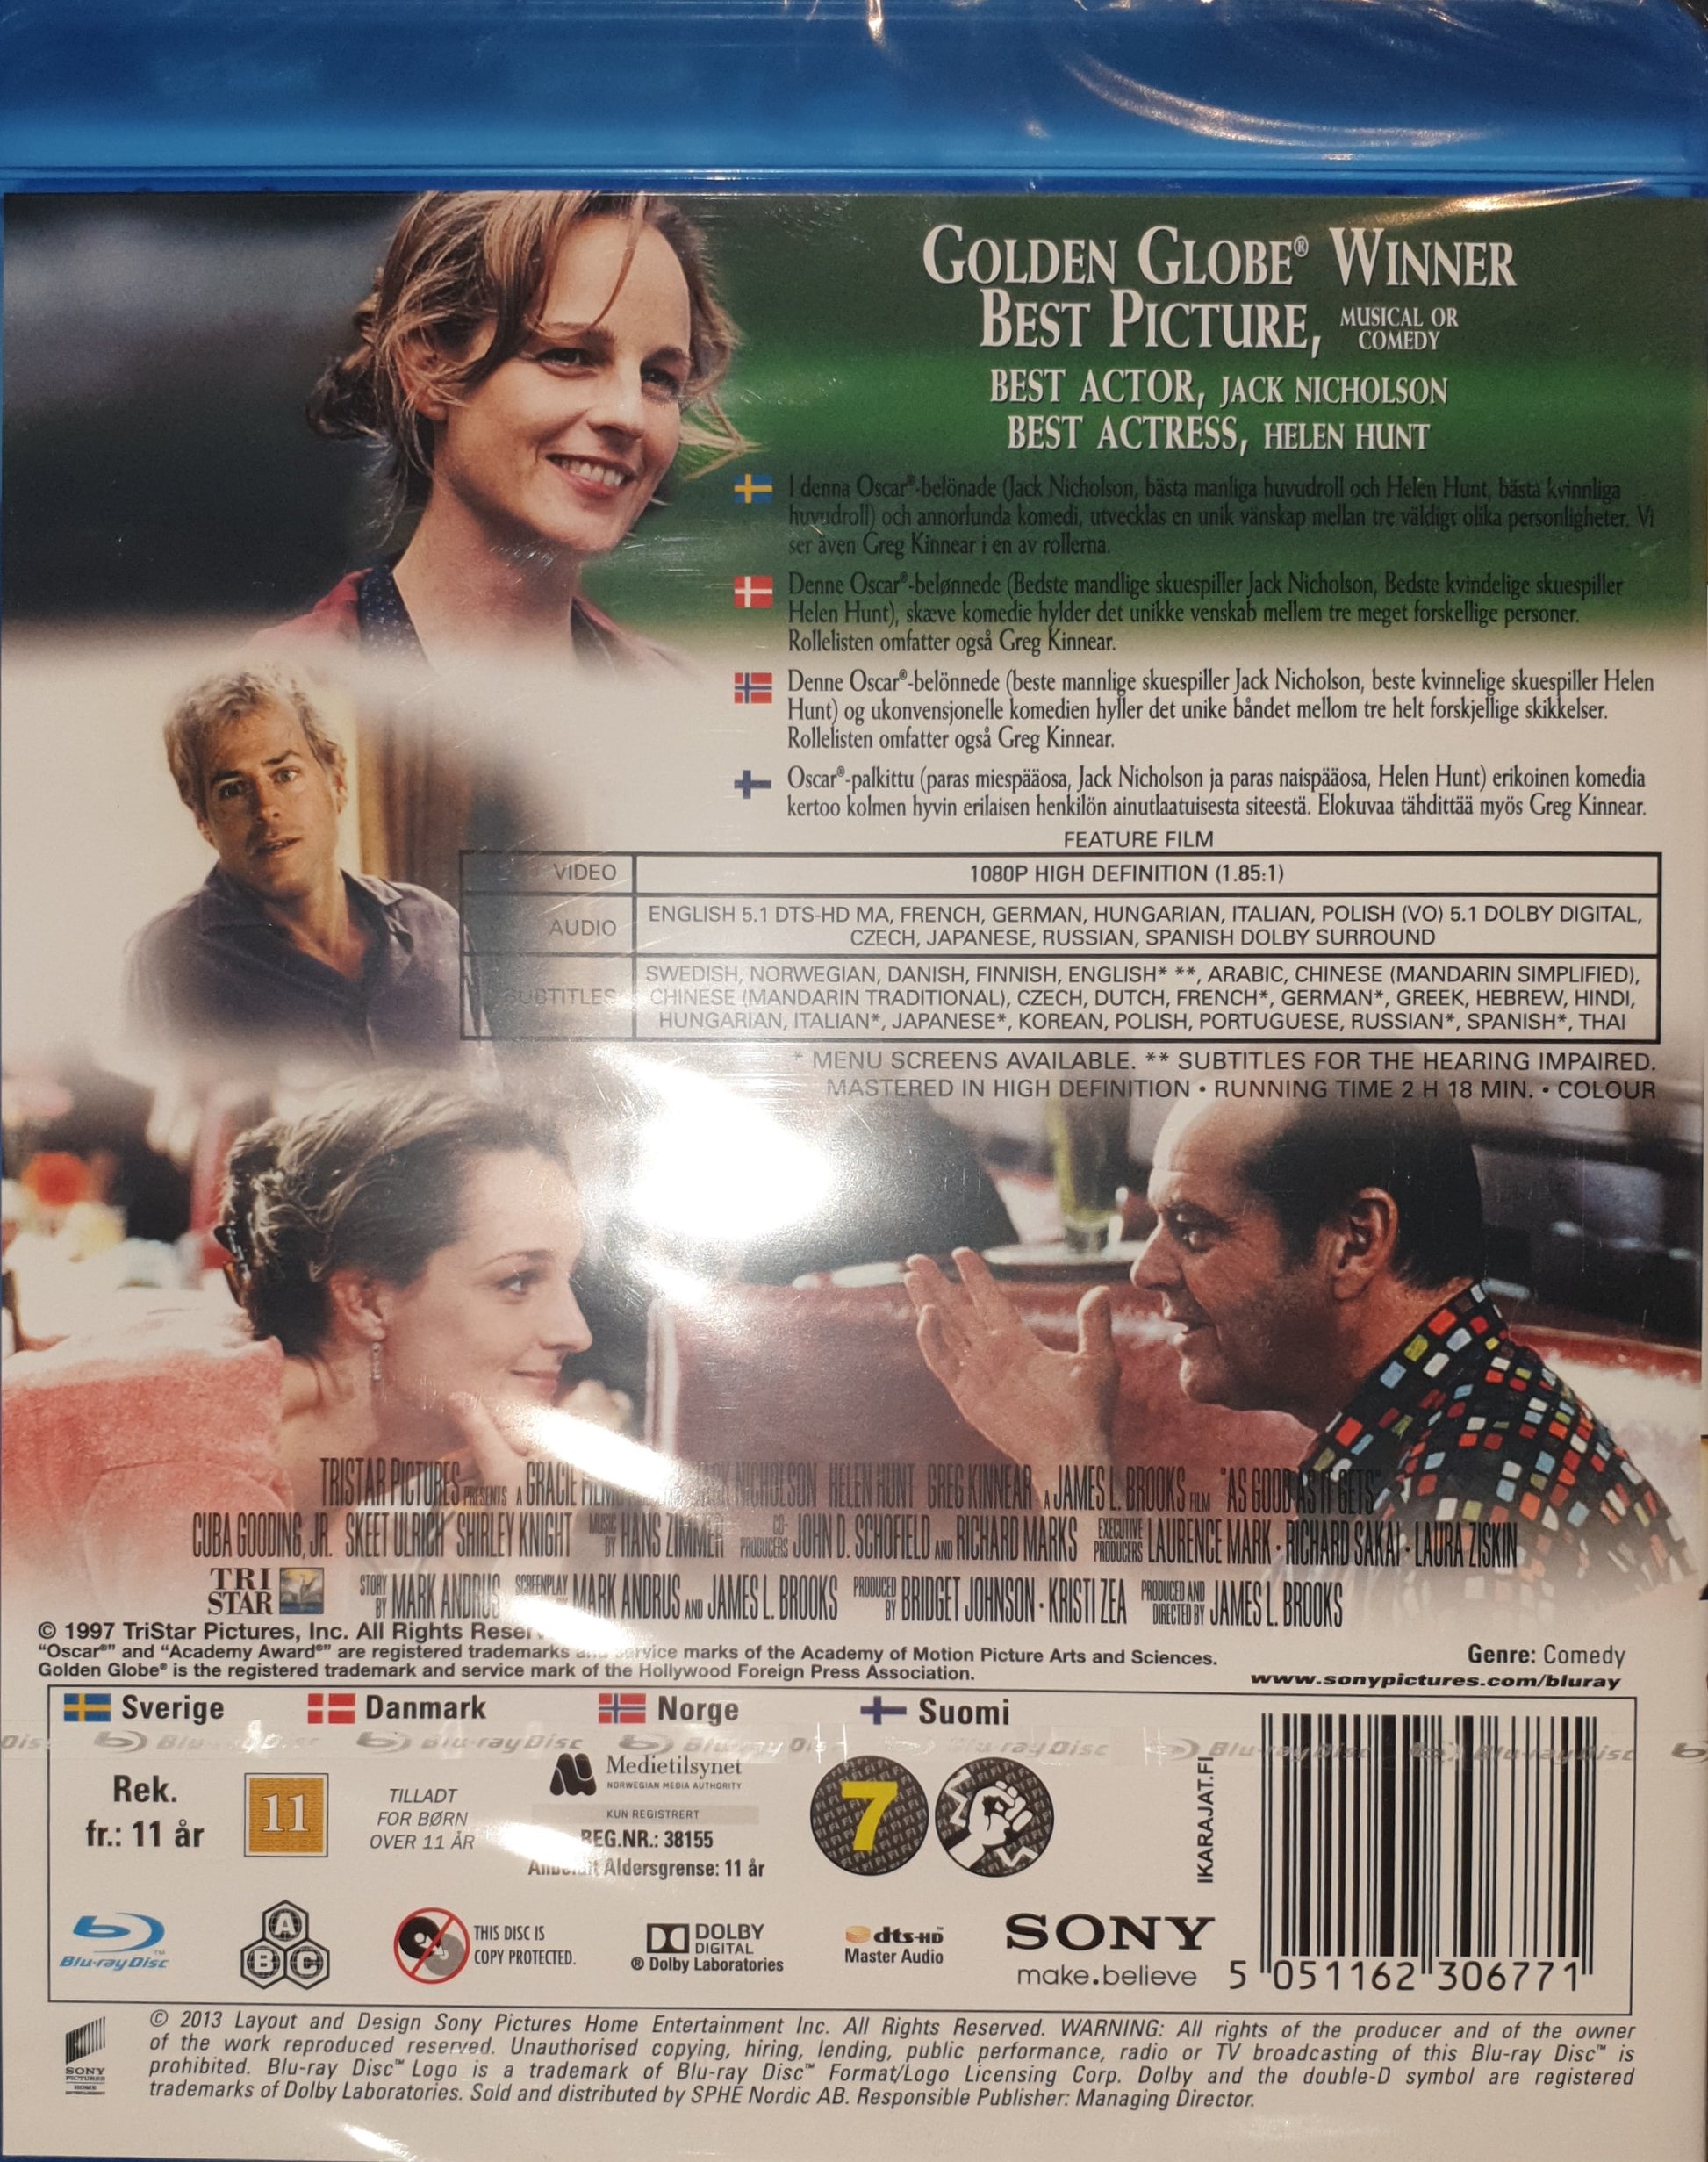 GOLDEN GLOBE® WINNER
BEST PICTURE, MUSICAL OR COMEDY
BEST ACTOR, JACK NICHOLSON
BEST ACTRESS, HELEN HUNT
I denna Oscar®-belönade (Jack Nicholson, bästa manliga huvudroll och Helen Hunt, bästa kvinnliga
huvudroll) och annorlunda komedi, utvecklas en unik vänskap mellan tre väldigt olika personligheter. Vi
ser även Greg Kinnear i en av rollerna.
Denne Oscar®-belønnede (Bedste mandlige skuespiller Jack Nicholson, Bedste kvindelige skuespiller
Helen Hunt), skæve komedie hylder det unikke venskab mellem tre meget forskellige personer.
Rollelisten omfatter også Greg Kinnear.
Denne Oscar®-belönnede (beste mannlige skuespiller Jack Nicholson, beste kvinnelige skuespiller Helen
Hunt) og ukonvensjonelle komedien hyller det unike båndet mellom tre helt forskjellige skikkelser.
Rollelisten omfatter også Greg Kinnear.
Oscar®-palkittu (paras miespääosa, Jack Nicholson ja paras naispääosa, Helen Hunt) erikoinen komedia
kertoo kolmen hyvin erilaisen henkilön ainutlaatuisesta siteestä. Elokuvaa tähdittää myös Greg Kinnear.
FEATURE FILM
VIDEO 1080P HIGH DEFINITION (1.85:1)
AUDIO ENGLISH 5.1 DTS-HD MA, FRENCH, GERMAN, HUNGARIAN, ITALIAN, POLISH (VO) 5.1 DOLBY DIGITAL,
CZECH, JAPANESE, RUSSIAN, SPANISH DOLBY SURROUND
SUBTITLES SWEDISH, NORWEGIAN, DANISH, FINNISH, ENGLISH* **, ARABIC, CHINESE (MANDARIN SIMPLIFIED),
CHINESE (MANDARIN TRADITIONAL), CZECH, DUTCH, FRENCH*, GERMAN*, GREEK, HEBREW, HINDI,
HUNGARIAN, ITALIAN*, JAPANESE*, KOREAN, POLISH, PORTUGUESE, RUSSIAN*, SPANISH*, THAI
* MENU SCREENS AVAILABLE. ** SUBTITLES FOR THE HEARING IMPAIRED.
MASTERED IN HIGH DEFINITION • RUNNING TIME 2 H 18 MIN. • COLOUR
TRISTAR PICTURES PRESENTS A GRACIE NICHOLSON HELEN HUNT GREG KINNEAR A JAMES L. BROOKS FILM "AS GOOD AS IT GETS"
CUBA GOODING, JR. SKEET ULRICH SHIRLEY KNIGHT MUSIC BY HANS ZIMMER CO-PRODUCERS JOHN D. SCHOFIELD AND RICHARD MARKS EXECUTIVE PRODUCERS LAURENCE MARK • RICHARD SAKAI • LAURA ZISKIN
TRI STAR STORY BY MARK ANDRUS SCREENPLAY MARK ANDRUS AND JAMES L. BROOKS PRODUCED BY BRIDGET JOHNSON • KRISTI ZEA PRODUCED AND DIRECTED BY JAMES L. BROOKS
© 1997 TriStar Pictures, Inc. All Rights
"Oscar®" and "Academy Award®" are registered trademarks service marks of the Academy of Motion Picture Arts and Sciences.
Golden Globe® is the registered trademark and service mark of the Hollywood Foreign Press Association.
Genre: Comedy
www.sonypictures.com/bluray
Sverige Danmark Norge Suomi
Blu-ray Disc
Rek.
fr.: 11 år
11
TILLADT
FOR BØRN
OVER 11 ÅR
Medietilsynet
NORWEGIAN MEDIA AUTHORITY
KUN REGISTRERT
REG.NR.: 38155
Aldersgrense: 11 år
7
IKARAJAT.FI
Blu-ray Disc™
A
B C
THIS DISC IS
COPY PROTECTED.
DOLBY
DIGITAL
® Dolby Laboratories
dts-HD™
Master Audio
SONY
make.believe
5 051162 306771
SONY
PICTURES
HOME
ENTERTAINMENT
© 2013 Layout and Design Sony Pictures Home Entertainment Inc. All Rights Reserved. WARNING: All rights of the producer and of the owner
of the work reproduced reserved. Unauthorised copying, hiring, lending, public performance, radio or TV broadcasting of this Blu-ray Disc™ is
prohibited. Blu-ray Disc™ Logo is a trademark of Blu-ray Disc™ Format/Logo Licensing Corp. Dolby and the double-D symbol are registered
trademarks of Dolby Laboratories. Sold and distributed by SPHE Nordic AB. Responsible Publisher: Managing Director.